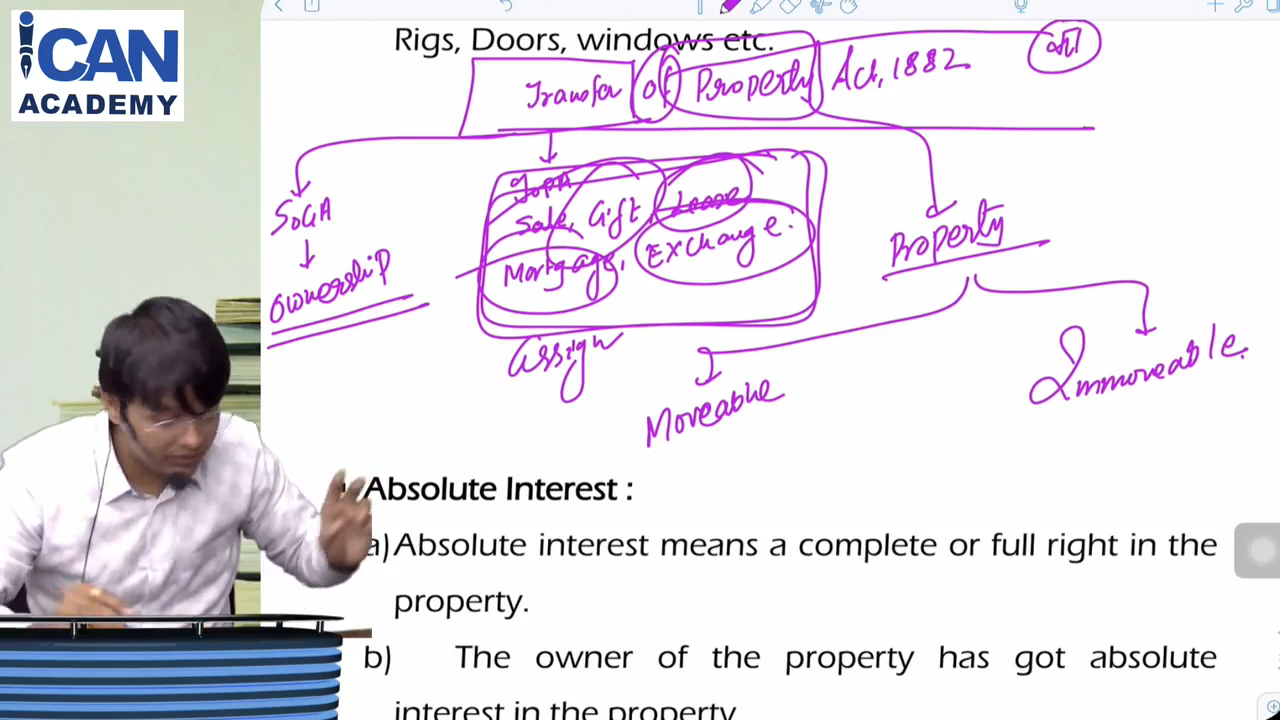 iCAN
ACADEMY
Rigs, Doors, windows etc.
Transfer of Property Act, 1882
SOGA
ownership
TOPA
Sale, Gift, Lease
Mortgage, Exchange.
Assign
Property
Moveable
Immoveable.
Absolute Interest :
a) Absolute interest means a complete or full right in the
property.
b) The owner of the property has got absolute
interest in the property